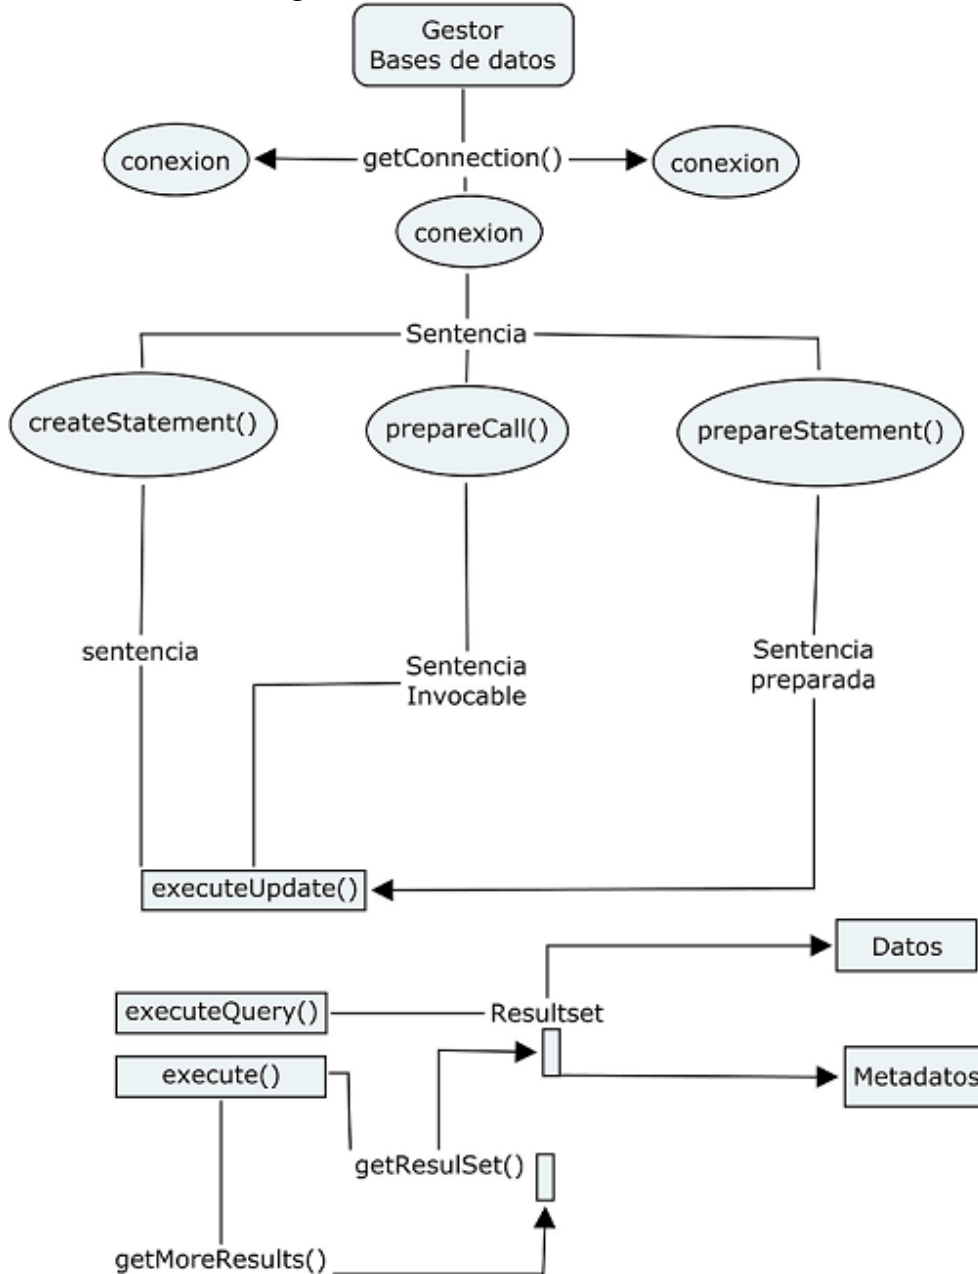 Gestor
Bases de datos
conexion
getConnection()
conexion
conexion
Sentencia
createStatement()
prepareCall()
prepareStatement()
sentencia
Sentencia
Invocable
Sentencia
preparada
executeUpdate()
Datos
executeQuery()
Resultset
execute()
Metadatos
getResulSet()
getMoreResults()